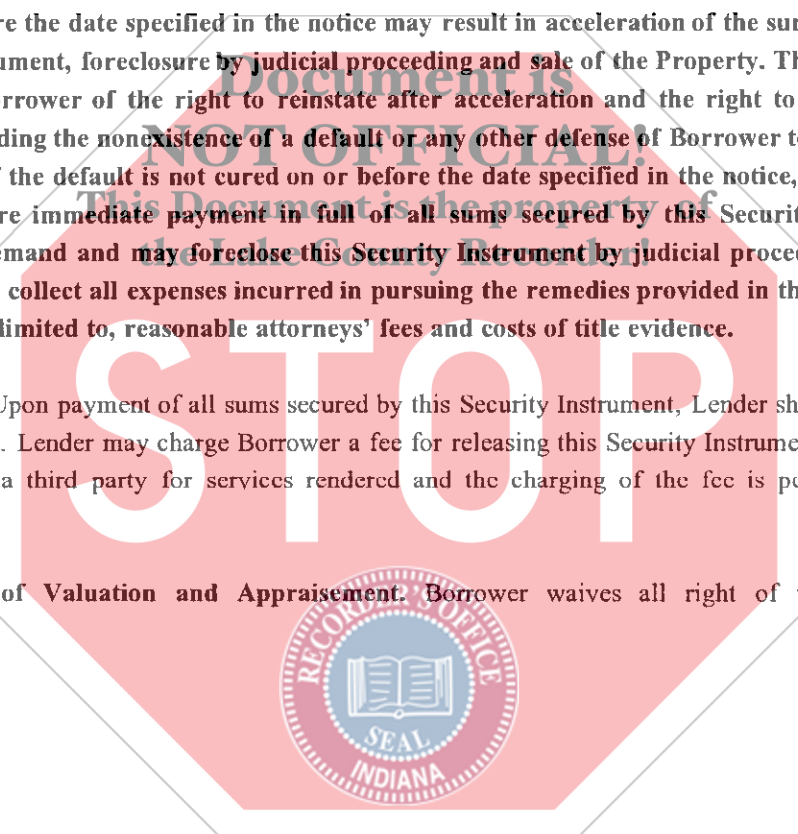 re the date specified in the notice may result in acceleration of the sum
ument, foreclosure by judicial proceeding and sale of the Property. Th
Document is
orrower of the right to reinstate after acceleration and the right to
ding the nonexistence of a default or any other defense of Borrower to
NOT OFFICIAL!
f the default is not cured on or before the date specified in the notice,
re immediate payment in full of all sums secured by this Securit
This Document is the property of
emand and may foreclose this Security Instrument by judicial procee
the Lake County Recorder!
collect all expenses incurred in pursuing the remedies provided in th
limited to, reasonable attorneys' fees and costs of title evidence.
STOP
Upon payment of all sums secured by this Security Instrument, Lender sh
. Lender may charge Borrower a fee for releasing this Security Instrume
a third party for services rendered and the charging of the fee is pe
of Valuation and Appraisement. Borrower waives all right of
RECORDER'S OFFICE
SEAL
INDIANA